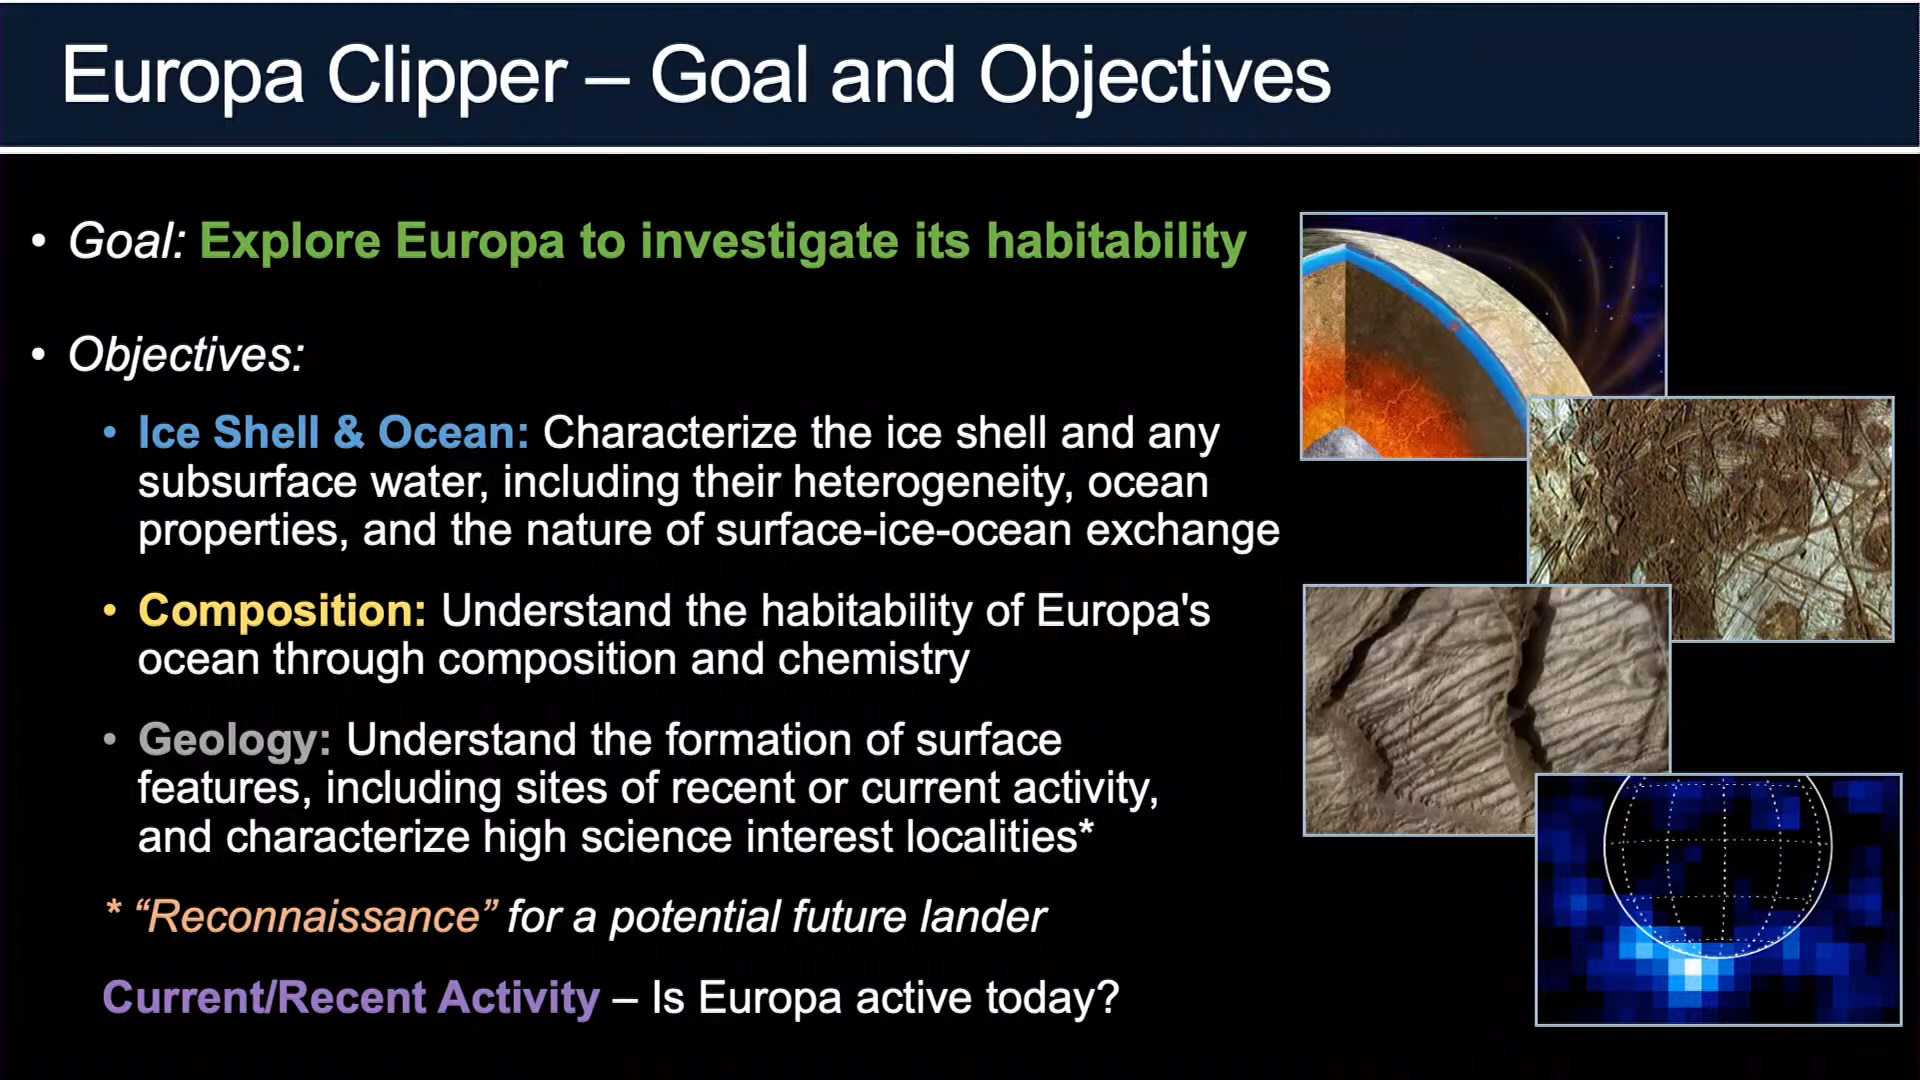 Europa Clipper – Goal and Objectives
• Goal: Explore Europa to investigate its habitability
• Objectives:
• Ice Shell & Ocean: Characterize the ice shell and any
subsurface water, including their heterogeneity, ocean
properties, and the nature of surface-ice-ocean exchange
• Composition: Understand the habitability of Europa's
ocean through composition and chemistry
• Geology: Understand the formation of surface
features, including sites of recent or current activity,
and characterize high science interest localities*
* “Reconnaissance” for a potential future lander
Current/Recent Activity – Is Europa active today?